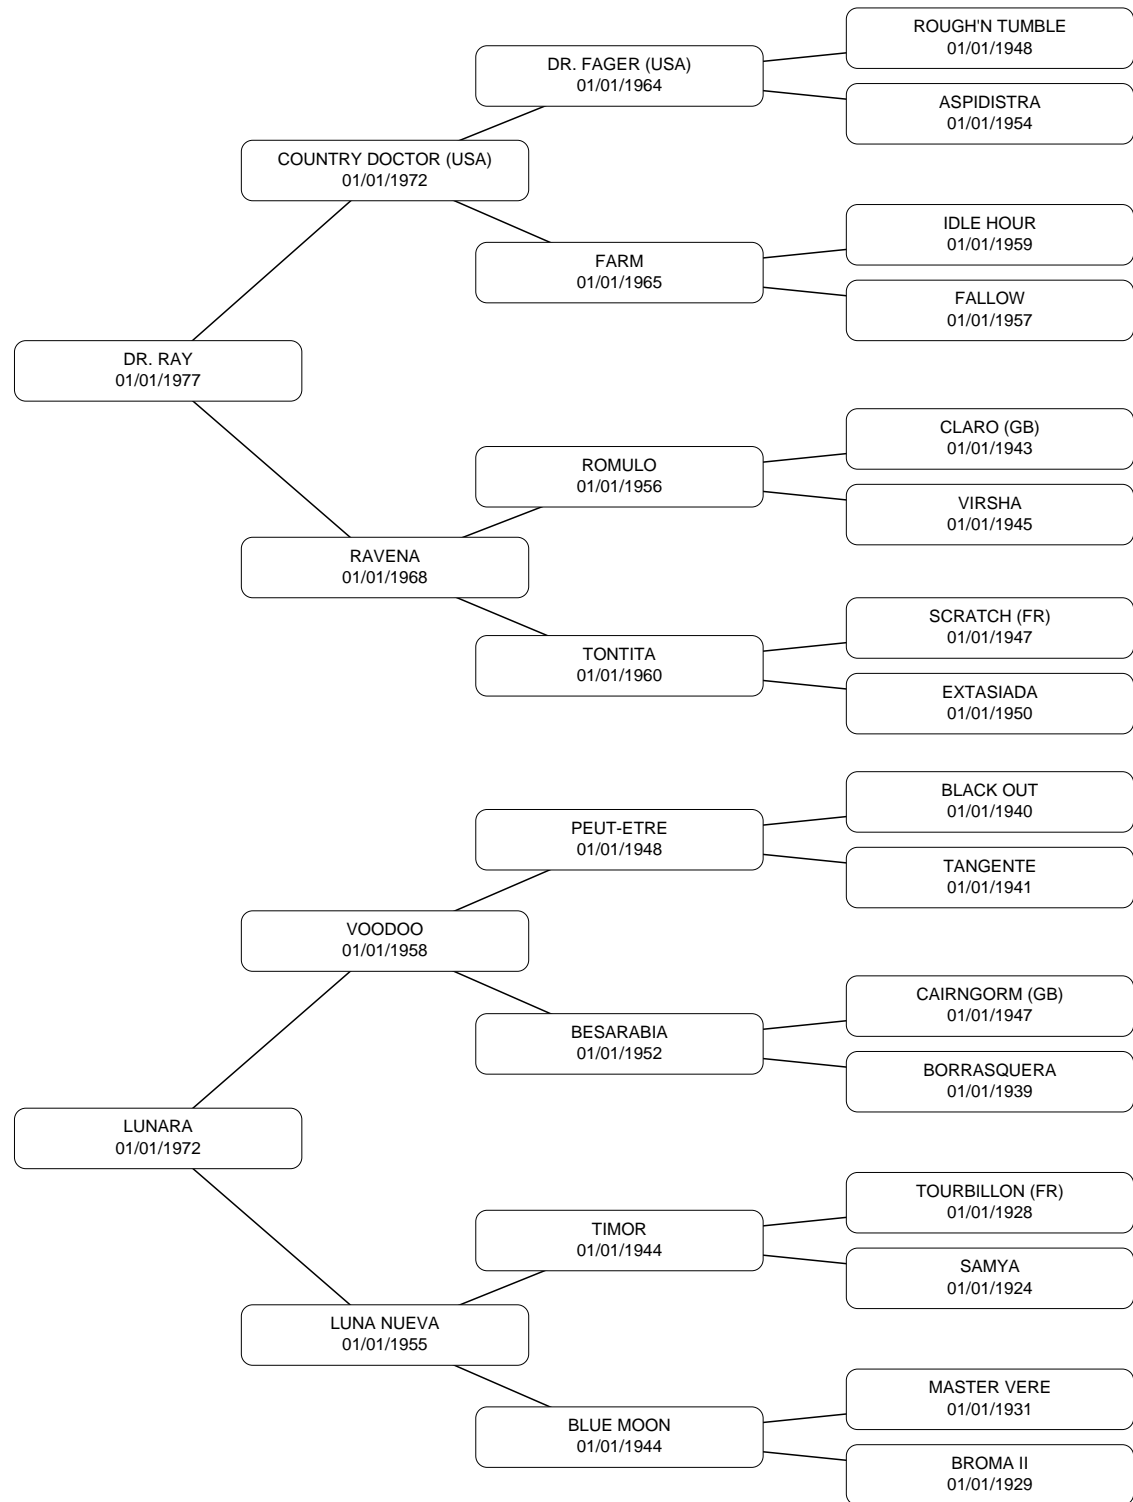 ROUGH'N TUMBLE
01/01/1948
DR. FAGER (USA)
01/01/1964
ASPIDISTRA
01/01/1954
COUNTRY DOCTOR (USA)
01/01/1972
IDLE HOUR
01/01/1959
FARM
01/01/1965
FALLOW
01/01/1957
DR. RAY
01/01/1977
CLARO (GB)
01/01/1943
ROMULO
01/01/1956
VIRSHA
01/01/1945
RAVENA
01/01/1968
SCRATCH (FR)
01/01/1947
TONTITA
01/01/1960
EXTASIADA
01/01/1950
BLACK OUT
01/01/1940
PEUT-ETRE
01/01/1948
TANGENTE
01/01/1941
VOODOO
01/01/1958
CAIRNGORM (GB)
01/01/1947
BESARABIA
01/01/1952
BORRASQUERA
01/01/1939
LUNARA
01/01/1972
TOURBILLON (FR)
01/01/1928
TIMOR
01/01/1944
SAMYA
01/01/1924
LUNA NUEVA
01/01/1955
MASTER VERE
01/01/1931
BLUE MOON
01/01/1944
BROMA II
01/01/1929